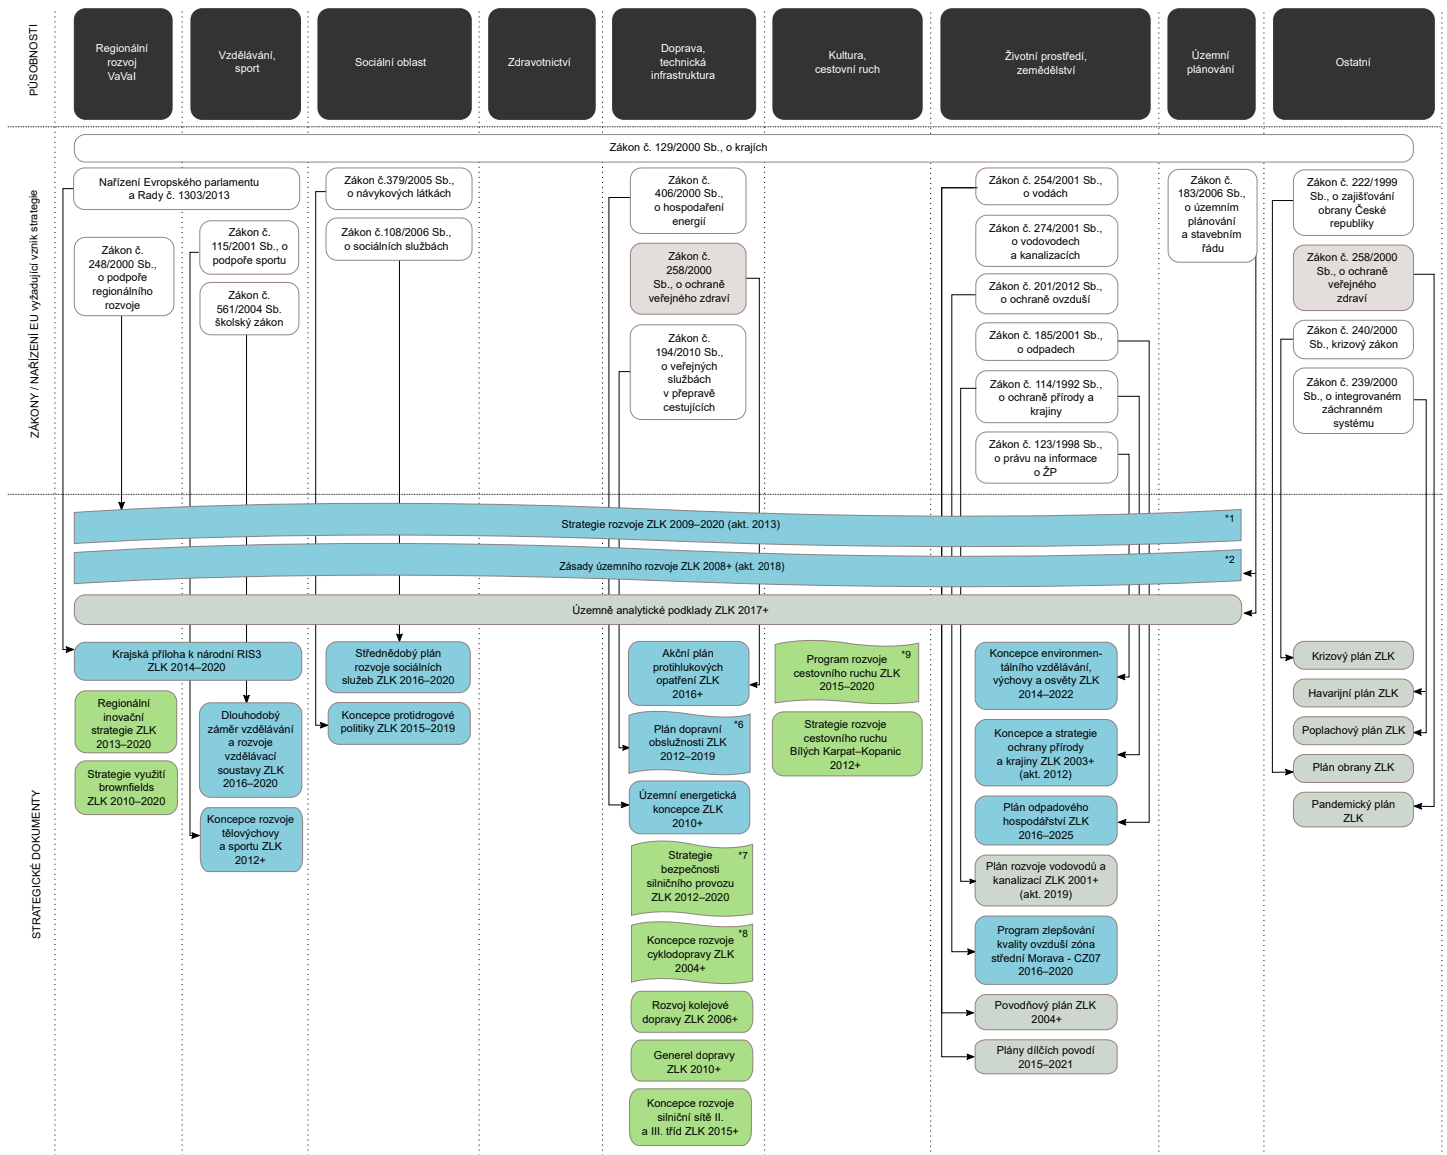 PŮSOBNOSTI
Regionální
rozvoj
VaVaI
Vzdělávání,
sport
Sociální oblast
Zdravotnictví
Doprava,
technická
infrastruktura
Kultura,
cestovní ruch
Životní prostředí,
zemědělství
Územní
plánování
Ostatní
ZÁKONY / NAŘÍZENÍ EU vyžadující vznik strategie
Zákon č. 129/2000 Sb., o krajích
Nařízení Evropského parlamentu
a Rady č. 1303/2013
Zákon č.
248/2000 Sb.,
o podpoře
regionálního
rozvoje
Zákon č.
115/2001 Sb., o
podpoře sportu
Zákon č.
561/2004 Sb.
školský zákon
Zákon č.379/2005 Sb.,
o návykových látkách
Zákon č.108/2006 Sb.,
o sociálních službách
Zákon č.
406/2000 Sb.,
o hospodaření
energií
Zákon č.
258/2000
Sb., o ochraně
veřejného zdraví
Zákon č.
194/2010 Sb.,
o veřejných
službách
v přepravě
cestujících
Zákon č. 254/2001 Sb.,
o vodách
Zákon č. 274/2001 Sb.,
o vodovodech
a kanalizacích
Zákon č. 201/2012 Sb.,
o ochraně ovzduší
Zákon č. 185/2001 Sb.,
o odpadech
Zákon č. 114/1992 Sb.,
o ochraně přírody a
krajiny
Zákon č. 123/1998 Sb.,
o právu na informace
o ŽP
Zákon č.
183/2006 Sb.,
o územním
plánování
a stavebním
řádu
Zákon č. 222/1999
Sb., o zajišťování
obrany České
republiky
Zákon č. 258/2000
Sb., o ochraně
veřejného
zdraví
Zákon č. 240/2000
Sb., krizový zákon
Zákon č. 239/2000
Sb., o integrovaném
záchranném
systému
STRATEGICKÉ DOKUMENTY
Strategie rozvoje ZLK 2009–2020 (akt. 2013)
*1
Zásady územního rozvoje ZLK 2008+ (akt. 2018)
*2
Územně analytické podklady ZLK 2017+
Krajská příloha k národní RIS3
ZLK 2014–2020
Regionální
inovační
strategie ZLK
2013–2020
Strategie využití
brownfields
ZLK 2010–2020
Dlouhodobý
záměr vzdělávání
a rozvoje
vzdělávací
soustavy ZLK
2016–2020
Koncepce rozvoje
tělovýchovy
a sportu ZLK
2012+
Střednědobý plán
rozvoje sociálních
služeb ZLK 2016–2020
Koncepce protidrogové
politiky ZLK 2015–2019
Akční plán
protihlukových
opatření ZLK
2016+
*6
Plán dopravní
obslužnosti ZLK
2012–2019
Územní energetická
koncepce ZLK
2010+
*7
Strategie
bezpečnosti
silničního provozu
ZLK 2012–2020
*8
Koncepce rozvoje
cyklodopravy ZLK
2004+
Rozvoj kolejové
dopravy ZLK 2006+
Generel dopravy
ZLK 2010+
Koncepce rozvoje
silniční sítě II.
a III. tříd ZLK 2015+
*9
Program rozvoje
cestovního ruchu ZLK
2015–2020
Strategie rozvoje
cestovního ruchu
Bílých Karpat–Kopanic
2012+
Koncepce environmen-
tálního vzdělávání,
výchovy a osvěty ZLK
2014–2022
Koncepce a strategie
ochrany přírody
a krajiny ZLK 2003+
(akt. 2012)
Plán odpadového
hospodářství ZLK
2016–2025
Plán rozvoje vodovodů a
kanalizací ZLK 2001+
(akt. 2019)
Program zlepšování
kvality ovzduší zóna
střední Morava - CZ07
2016–2020
Povodňový plán ZLK
2004+
Plány dílčích povodí
2015–2021
Krizový plán ZLK
Havarijní plán ZLK
Poplachový plán ZLK
Plán obrany ZLK
Pandemický plán
ZLK